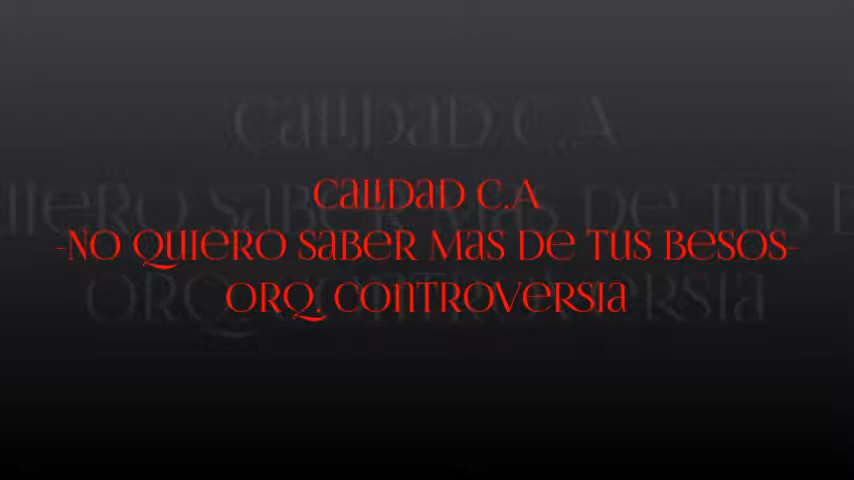 CALIDAD C.A
-NO QUIERO SABER MAS DE TUS BESOS-
ORQ. CONTROVERSIA